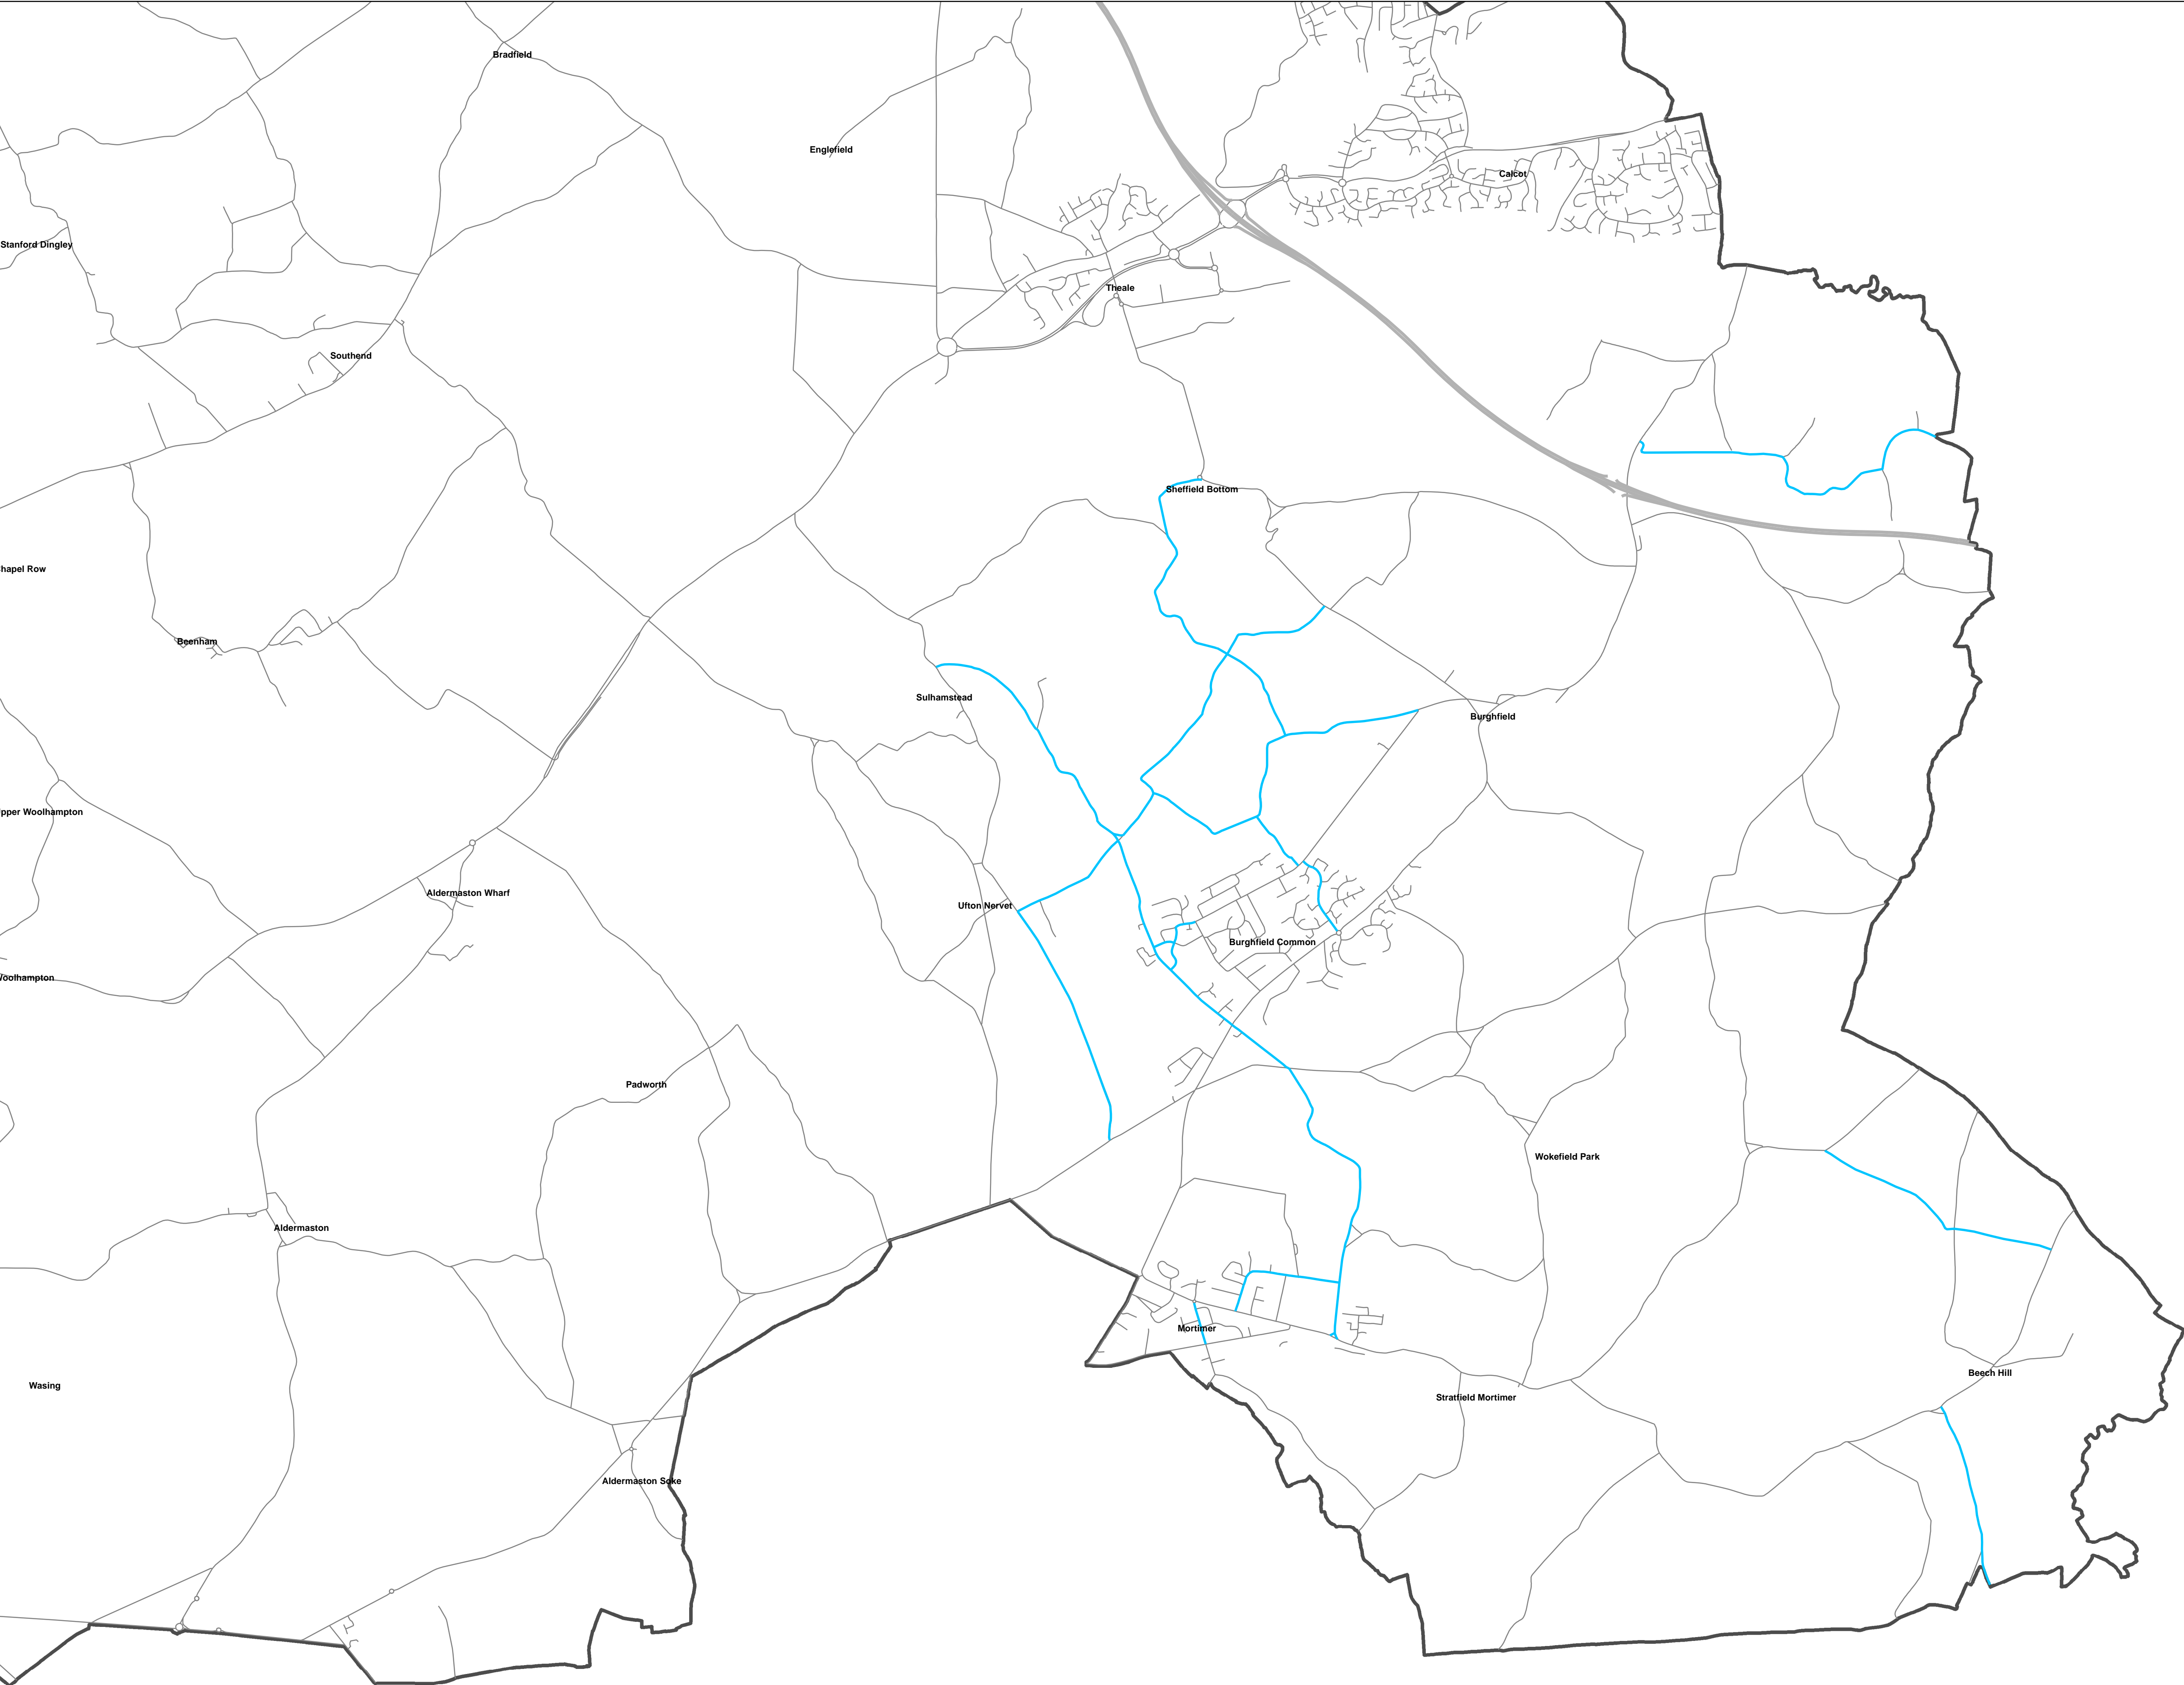 Bradfield
Englefield
Calcot
Stanford Dingley
Theale
Southend
Sheffield Bottom
hapel Row
Beenham
Sulhamstead
Burghfield
pper Woolhampton
Aldermaston Wharf
Ufton Nervet
Burghfield Common
Woolhampton
Padworth
Wokefield Park
Aldermaston
Mortimer
Beech Hill
Wasing
Stratfield Mortimer
Aldermaston Soke